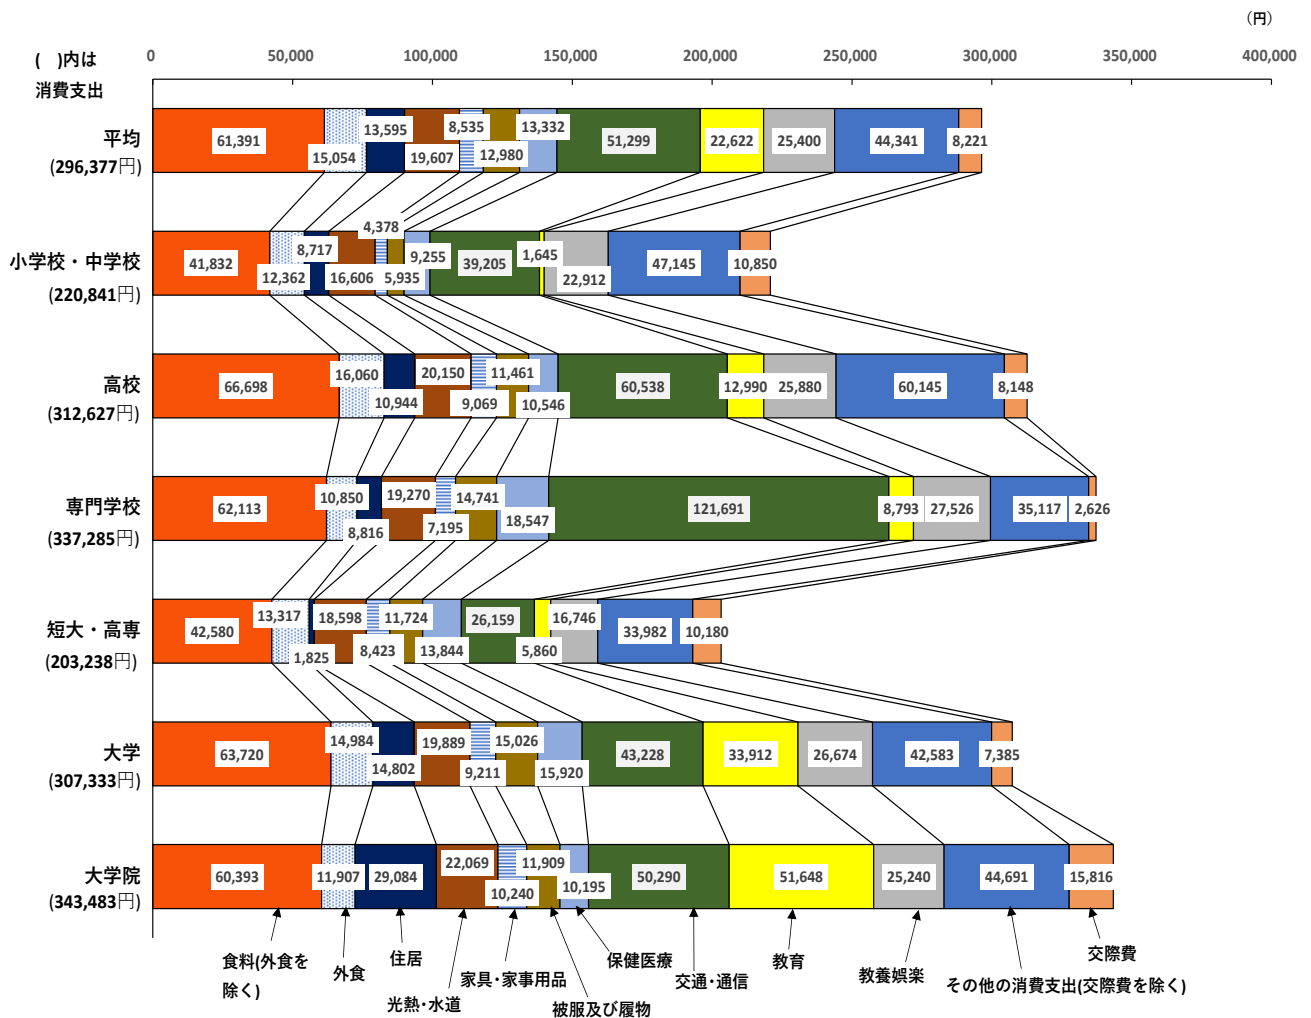 （円）
0 50,000 100,000 150,000 200,000 250,000 300,000 350,000 400,000
(　)内は
消費支出
平均
(296,377円)
61,391 15,054 13,595 19,607 8,535 12,980 13,332 51,299 22,622 25,400 44,341 8,221
小学校・中学校
(220,841円)
41,832 12,362 8,717 16,606 4,378 5,935 9,255 39,205 1,645 22,912 47,145 10,850
高校
(312,627円)
66,698 16,060 10,944 20,150 9,069 11,461 10,546 60,538 12,990 25,880 60,145 8,148
専門学校
(337,285円)
62,113 10,850 8,816 19,270 7,195 14,741 18,547 121,691 8,793 27,526 35,117 2,626
短大・高専
(203,238円)
42,580 13,317 1,825 18,598 8,423 11,724 13,844 26,159 5,860 16,746 33,982 10,180
大学
(307,333円)
63,720 14,984 14,802 19,889 9,211 15,026 15,920 43,228 33,912 26,674 42,583 7,385
大学院
(343,483円)
60,393 11,907 29,084 22,069 10,240 11,909 10,195 50,290 51,648 25,240 44,691 15,816
食料(外食を
除く)
外食
住居
光熱・水道
家具・家事用品
被服及び履物
保健医療
交通・通信
教育
教養娯楽
その他の消費支出(交際費を除く)
交際費